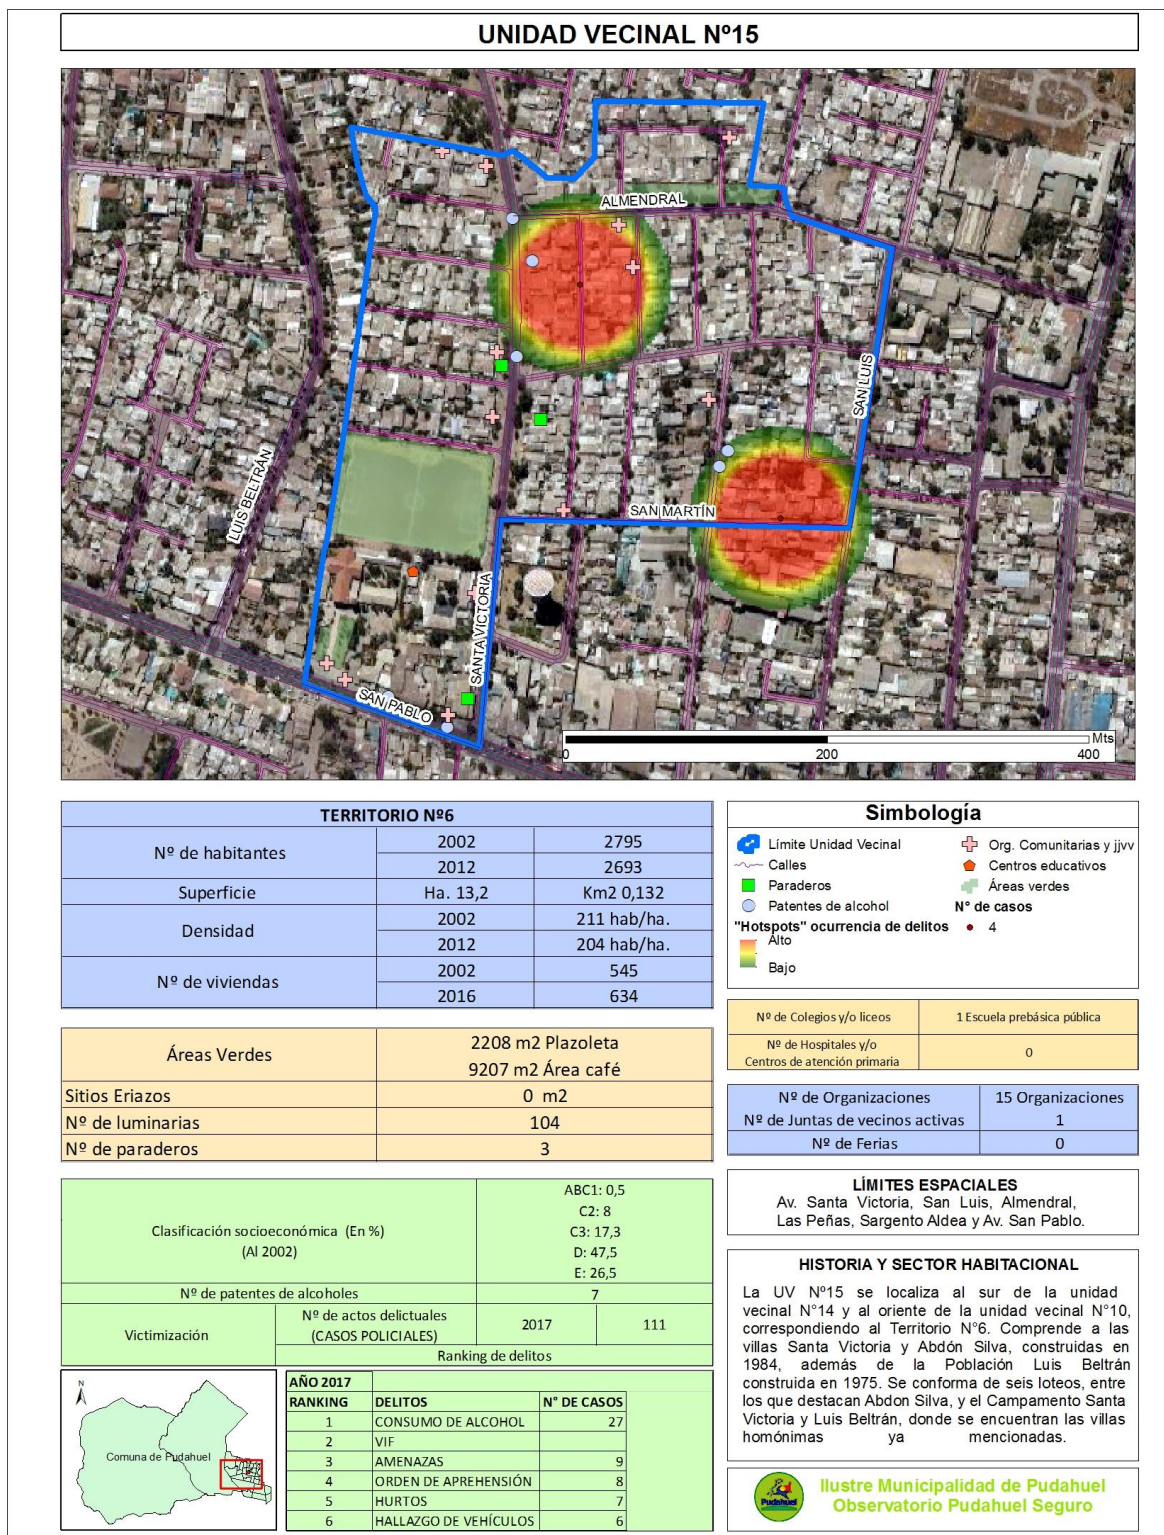 UNIDAD VECINAL Nº15
ALMENDRAL
SAN LUIS
LUIS BELTRÁN
SAN MARTÍN
SANTA VICTORIA
SAN PABLO
Mts
0 200 400
TERRITORIO Nº6
Nº de habitantes
2002 2795
2012 2693
Superficie Ha. 13,2 Km2 0,132
Densidad
2002 211 hab/ha.
2012 204 hab/ha.
Nº de viviendas
2002 545
2016 634
Áreas Verdes
2208 m2 Plazoleta
9207 m2 Área café
Sitios Eriazos 0 m2
Nº de luminarias 104
Nº de paraderos 3
Clasificación socioeconómica (En %)
(Al 2002)
ABC1: 0,5
C2: 8
C3: 17,3
D: 47,5
E: 26,5
Nº de patentes de alcoholes 7
Victimización
Nº de actos delictuales
(CASOS POLICIALES)
2017 111
Ranking de delitos
N
Comuna de Pudahuel
AÑO 2017
RANKING DELITOS N° DE CASOS
1 CONSUMO DE ALCOHOL 27
2 VIF
3 AMENAZAS 9
4 ORDEN DE APREHENSIÓN 8
5 HURTOS 7
6 HALLAZGO DE VEHÍCULOS 6
Simbología
Límite Unidad Vecinal
Calles
Paraderos
Patentes de alcohol
"Hotspots" ocurrencia de delitos
Alto
Bajo
Org. Comunitarias y jjvv
Centros educativos
Áreas verdes
N° de casos
4
Nº de Colegios y/o liceos 1 Escuela prebásica pública
Nº de Hospitales y/o
Centros de atención primaria
0
Nº de Organizaciones 15 Organizaciones
Nº de Juntas de vecinos activas 1
Nº de Ferias 0
LÍMITES ESPACIALES
Av. Santa Victoria, San Luis, Almendral,
Las Peñas, Sargento Aldea y Av. San Pablo.
HISTORIA Y SECTOR HABITACIONAL
La UV Nº15 se localiza al sur de la unidad
vecinal N°14 y al oriente de la unidad vecinal N°10,
correspondiendo al Territorio N°6. Comprende a las
villas Santa Victoria y Abdón Silva, construidas en
1984, además de la Población Luis Beltrán
construida en 1975. Se conforma de seis loteos, entre
los que destacan Abdon Silva, y el Campamento Santa
Victoria y Luis Beltrán, donde se encuentran las villas
homónimas ya mencionadas.
Pudahuel
Ilustre Municipalidad de Pudahuel
Observatorio Pudahuel Seguro